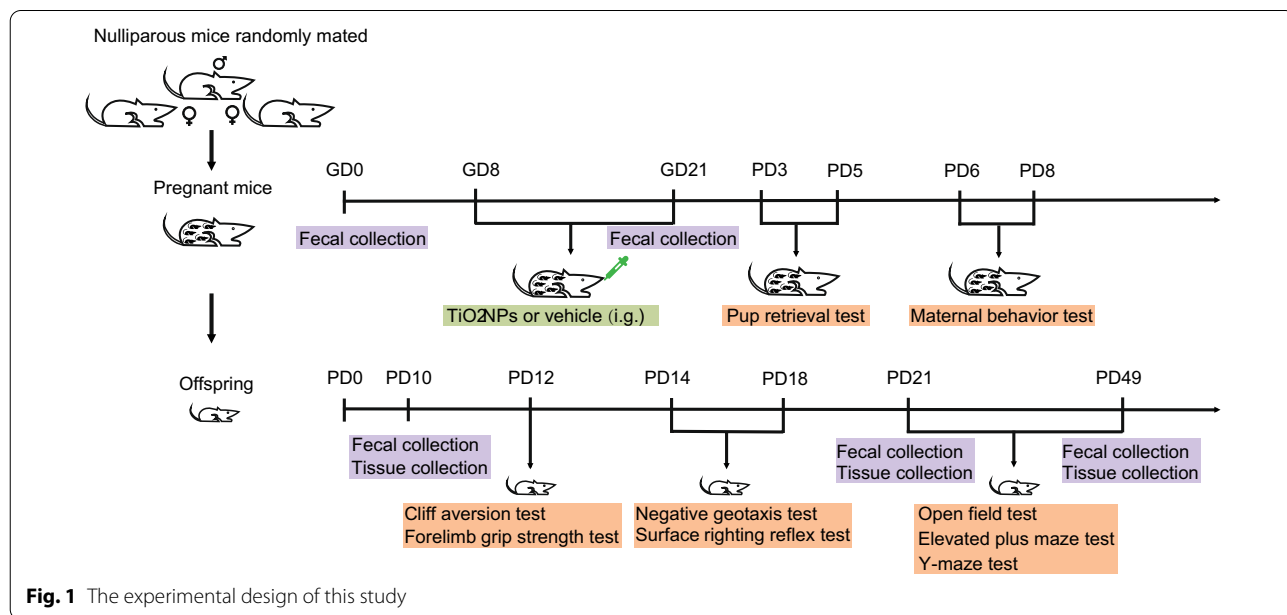 Nulliparous mice randomly mated
♂
♀ ♀
Pregnant mice
GD0 GD8 GD21 PD3 PD5 PD6 PD8
Fecal collection Fecal collection
TiO2NPs or vehicle (i.g.) Pup retrieval test Maternal behavior test
Offspring
PD0 PD10 PD12 PD14 PD18 PD21 PD49
Fecal collection Fecal collection Fecal collection
Tissue collection Tissue collection Tissue collection
Cliff aversion test Negative geotaxis test Open field test
Forelimb grip strength test Surface righting reflex test Elevated plus maze test
Y-maze test
Fig. 1 The experimental design of this study